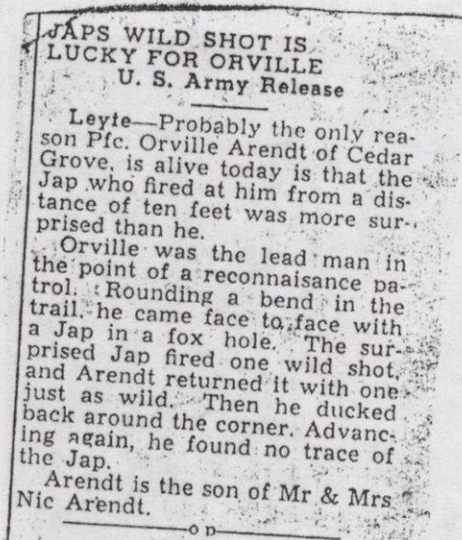 JAPS WILD SHOT IS
LUCKY FOR ORVILLE
U. S. Army Release
Leyte—Probably the only rea-
son Pfc. Orville Arendt of Cedar
Grove, is alive today is that the
Jap who fired at him from a dis-
tance of ten feet was more sur-
prised than he.
Orville was the lead man in
the point of a reconnaisance pa-
trol. Rounding a bend in the
trail, he came face to face with
a Jap in a fox hole. The sur-
prised Jap fired one wild shot,
and Arendt returned it with one
just as wild. Then he ducked
back around the corner. Advanc-
ing again, he found no trace of
the Jap.
Arendt is the son of Mr & Mrs
Nic Arendt.
o p